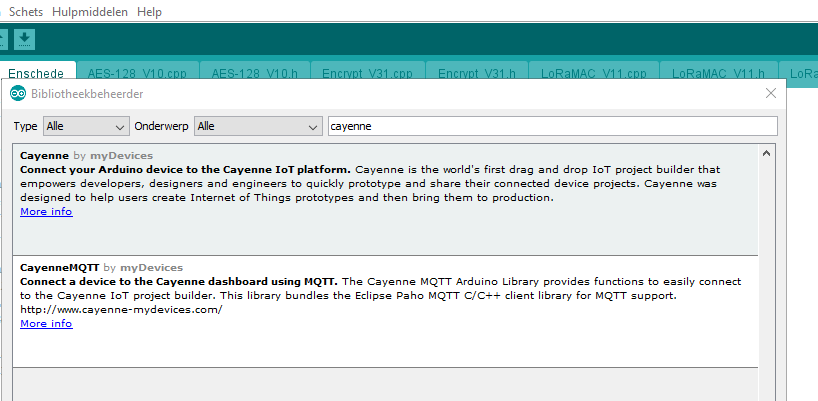 Schets Hulpmiddelen Help
Enschede AES-128_V10.cpp AES-128_V10.h Encrypt_V31.cpp Encrypt_V31.h LoRaMAC_V11.cpp LoRaMAC_V11.h LoRa
Bibliotheekbeheerder
Type Alle Onderwerp Alle cayenne
Cayenne by myDevices
Connect your Arduino device to the Cayenne IoT platform. Cayenne is the world's first drag and drop IoT project builder that
empowers developers, designers and engineers to quickly prototype and share their connected device projects. Cayenne was
designed to help users create Internet of Things prototypes and then bring them to production.
More info
CayenneMQTT by myDevices
Connect a device to the Cayenne dashboard using MQTT. The Cayenne MQTT Arduino Library provides functions to easily connect
to the Cayenne IoT project builder. This library bundles the Eclipse Paho MQTT C/C++ client library for MQTT support.
http://www.cayenne-mydevices.com/
More info